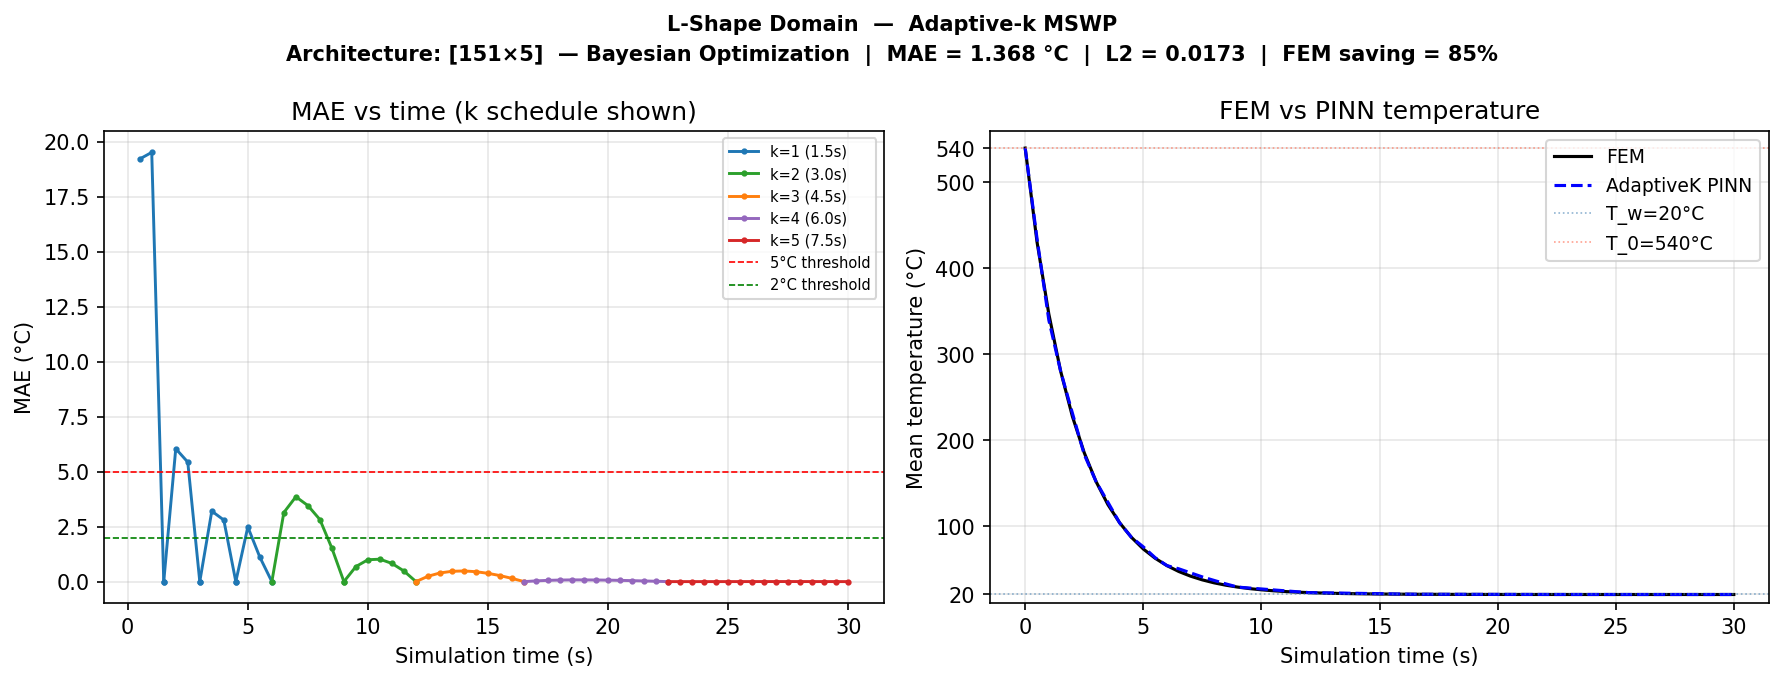 L-Shape Domain — Adaptive-k MSWP
Architecture: [151×5] — Bayesian Optimization | MAE = 1.368 °C | L2 = 0.0173 | FEM saving = 85%
MAE vs time (k schedule shown)
MAE (°C)
20.0
17.5
15.0
12.5
10.0
7.5
5.0
2.5
0.0
k=1 (1.5s)
k=2 (3.0s)
k=3 (4.5s)
k=4 (6.0s)
k=5 (7.5s)
5°C threshold
2°C threshold
0 5 10 15 20 25 30
Simulation time (s)
FEM vs PINN temperature
Mean temperature (°C)
540
500
400
300
200
100
20
FEM
AdaptiveK PINN
T_w=20°C
T_0=540°C
0 5 10 15 20 25 30
Simulation time (s)